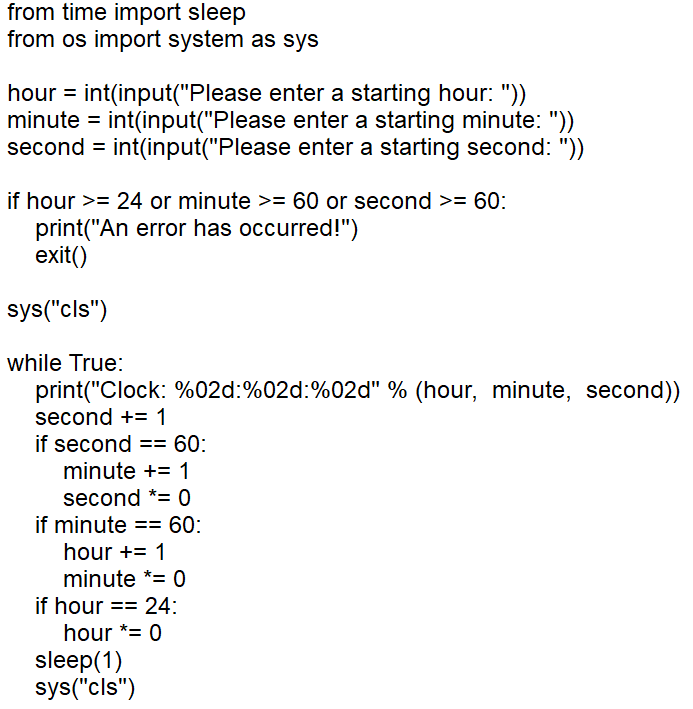 from time import sleep
from os import system as sys

hour = int(input("Please enter a starting hour: "))
minute = int(input("Please enter a starting minute: "))
second = int(input("Please enter a starting second: "))

if hour >= 24 or minute >= 60 or second >= 60:
    print("An error has occurred!")
    exit()

sys("cls")

while True:
    print("Clock: %02d:%02d:%02d" % (hour,  minute,  second))
    second += 1
    if second == 60:
        minute += 1
        second *= 0
    if minute == 60:
        hour += 1
        minute *= 0
    if hour == 24:
        hour *= 0
    sleep(1)
    sys("cls")